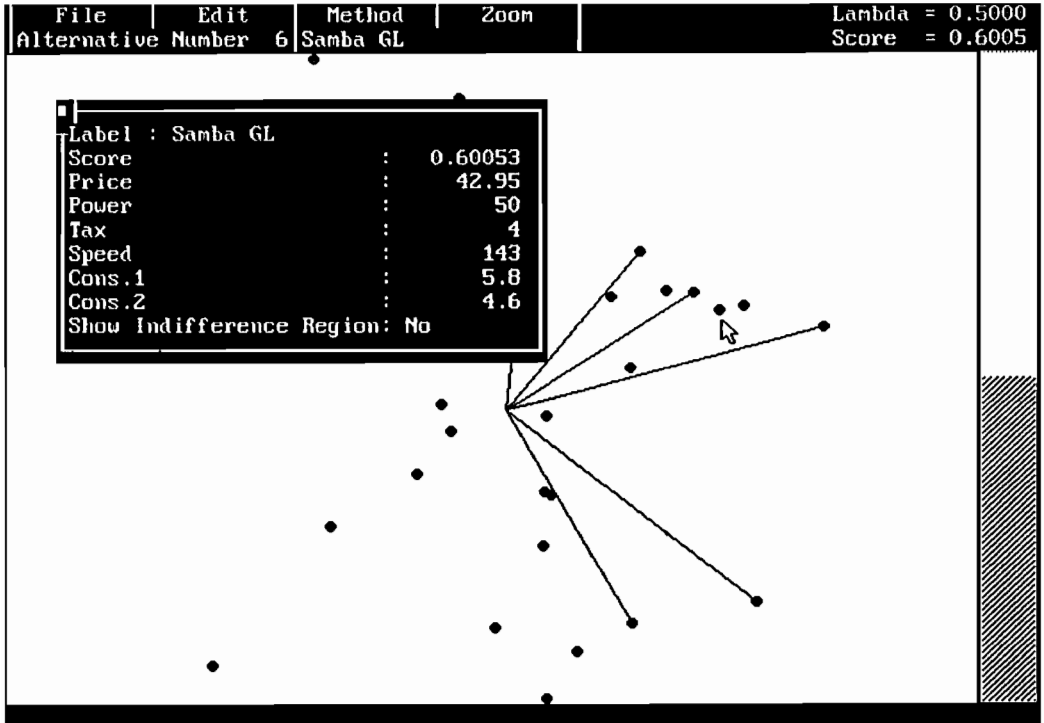 File | Edit | Method | Zoom Lambda = 0.5000
Alternative Number 6 Samba GL Score = 0.6005
Label : Samba GL
Score : 0.60053
Price : 42.95
Power : 50
Tax : 4
Speed : 143
Cons.1 : 5.8
Cons.2 : 4.6
Show Indifference Region: No